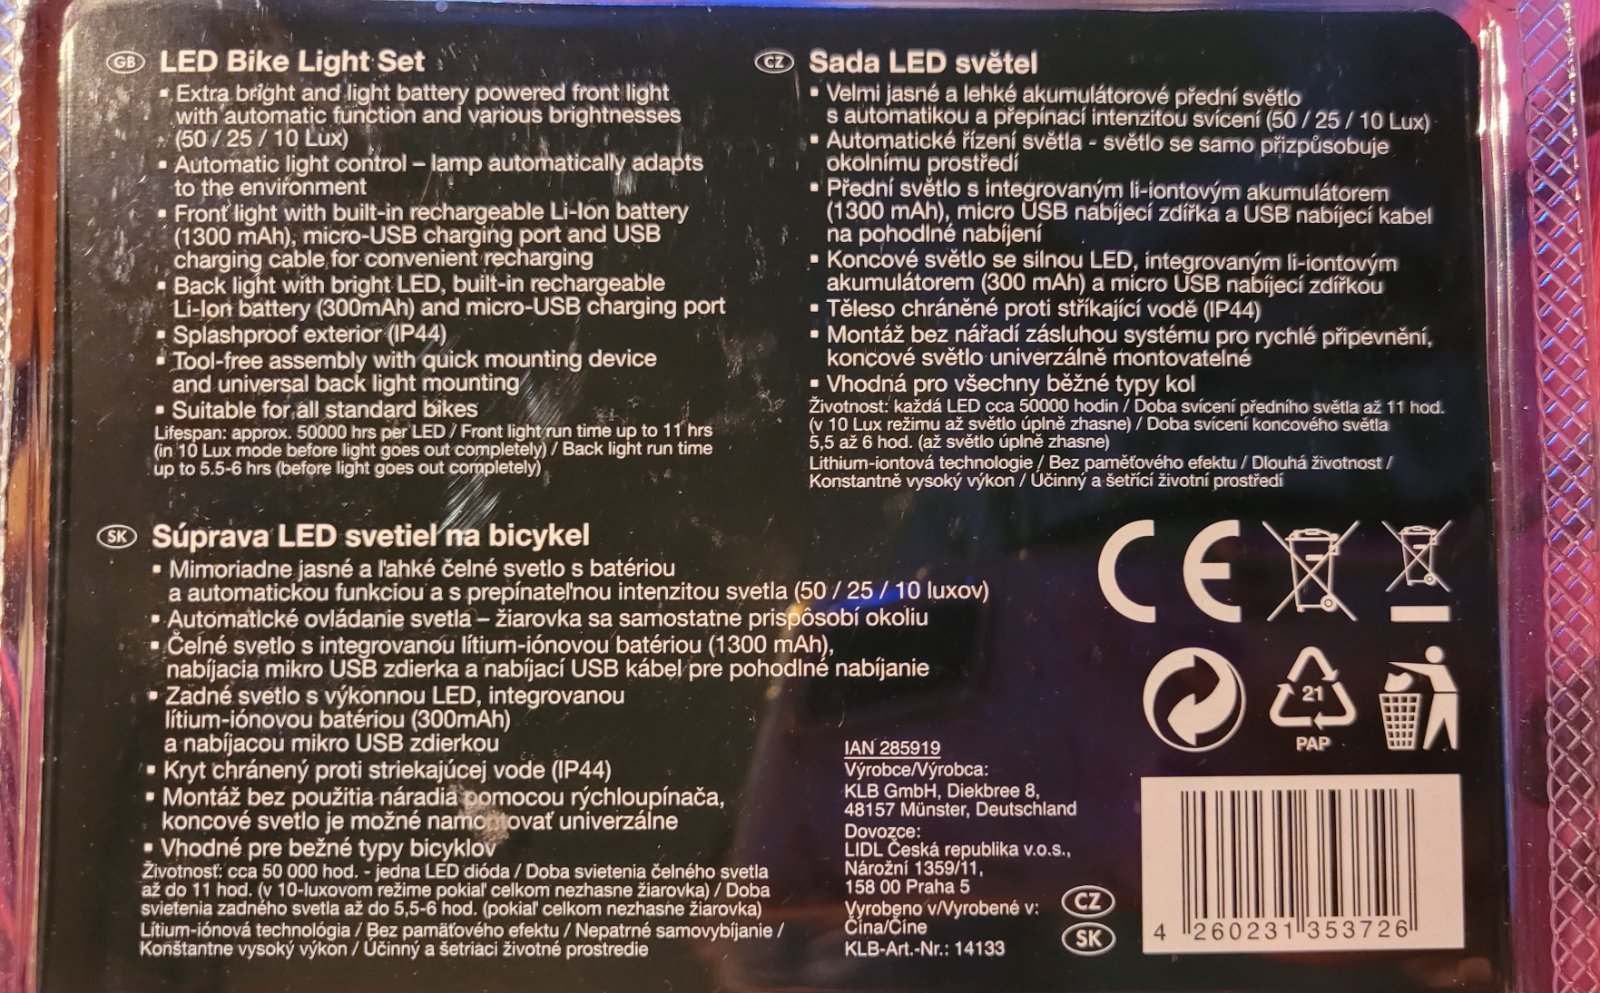 GB LED Bike Light Set
▪ Extra bright and light battery powered front light
with automatic function and various brightnesses
(50 / 25 / 10 Lux)
▪ Automatic light control – lamp automatically adapts
to the environment
▪ Front light with built-in rechargeable Li-Ion battery
(1300 mAh), micro-USB charging port and USB
charging cable for convenient recharging
▪ Back light with bright LED, built-in rechargeable
Li-Ion battery (300mAh) and micro-USB charging port
▪ Splashproof exterior (IP44)
▪ Tool-free assembly with quick mounting device
and universal back light mounting
▪ Suitable for all standard bikes
Lifespan: approx. 50000 hrs per LED / Front light run time up to 11 hrs
(in 10 Lux mode before light goes out completely) / Back light run time
up to 5.5-6 hrs (before light goes out completely)
CZ Sada LED světel
▪ Velmi jasné a lehké akumulátorové přední světlo
s automatikou a přepínací intenzitou svícení (50 / 25 / 10 Lux)
▪ Automatické řízení světla - světlo se samo přizpůsobuje
okolnímu prostředí
▪ Přední světlo s integrovaným li-iontovým akumulátorem
(1300 mAh), micro USB nabíjecí zdířka a USB nabíjecí kabel
na pohodlné nabíjení
▪ Koncové světlo se silnou LED, integrovaným li-iontovým
akumulátorem (300 mAh) a micro USB nabíjecí zdířkou
▪ Těleso chráněné proti stříkající vodě (IP44)
▪ Montáž bez nářadí zásluhou systému pro rychlé připevnění,
koncové světlo univerzálně montovatelné
▪ Vhodná pro všechny běžné typy kol
Životnost: každá LED cca 50000 hodin / Doba svícení předního světla až 11 hod.
(v 10 Lux režimu až světlo úplně zhasne) / Doba svícení koncového světla
5,5 až 6 hod. (až světlo úplně zhasne)
Lithium-iontová technologie / Bez paměťového efektu / Dlouhá životnost /
Konstantně vysoký výkon / Účinný a šetřící životní prostředí
SK Súprava LED svetiel na bicykel
▪ Mimoriadne jasné a ľahké čelné svetlo s batériou
a automatickou funkciou a s prepínateľnou intenzitou svetla (50 / 25 / 10 luxov)
▪ Automatické ovládanie svetla – žiarovka sa samostatne prispôsobí okoliu
▪ Čelné svetlo s integrovanou lítium-iónovou batériou (1300 mAh),
nabíjacia mikro USB zdierka a nabíjací USB kábel pre pohodlné nabíjanie
▪ Zadné svetlo s výkonnou LED, integrovanou
lítium-iónovou batériou (300mAh)
a nabíjacou mikro USB zdierkou
▪ Kryt chránený proti striekajúcej vode (IP44)
▪ Montáž bez použitia náradia pomocou rýchloupínača,
koncové svetlo je možné namontovať univerzálne
▪ Vhodné pre bežné typy bicyklov
Životnosť: cca 50 000 hod. - jedna LED dióda / Doba svietenia čelného svetla
až do 11 hod. (v 10-luxovom režime pokiaľ celkom nezhasne žiarovka) / Doba
svietenia zadného svetla až do 5,5-6 hod. (pokiaľ celkom nezhasne žiarovka)
Lítium-iónová technológia / Bez pamäťového efektu / Nepatrné samovybíjanie /
Konštantne vysoký výkon / Účinný a šetriaci životné prostredie
IAN 285919
Výrobce/Výrobca:
KLB GmbH, Diekbree 8,
48157 Münster, Deutschland
Dovozce:
LIDL Česká republika v.o.s.,
Nárožní 1359/11,
158 00 Praha 5
Vyrobeno v/Vyrobené v:
Čína/Číne
KLB-Art.-Nr.: 14133
CZ
SK
CE
21
PAP
4 260231 353726